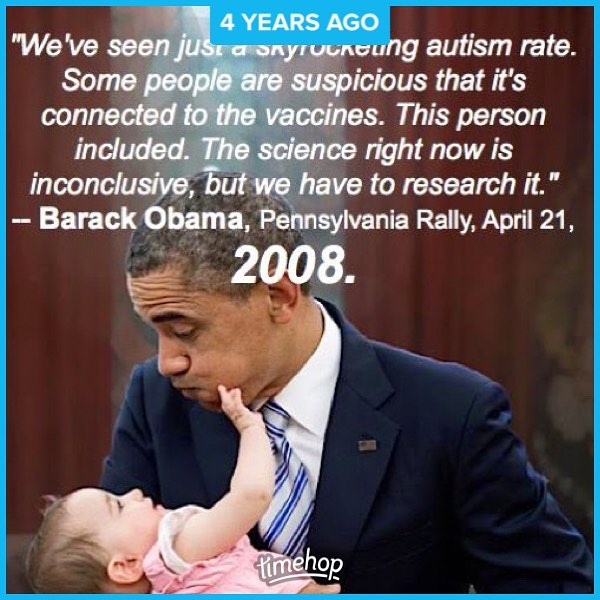 4 YEARS AGO
"We've seen just a skyrocketing autism rate.
Some people are suspicious that it's
connected to the vaccines. This person
included. The science right now is
inconclusive, but we have to research it."
-- Barack Obama, Pennsylvania Rally, April 21,
2008.
timehop